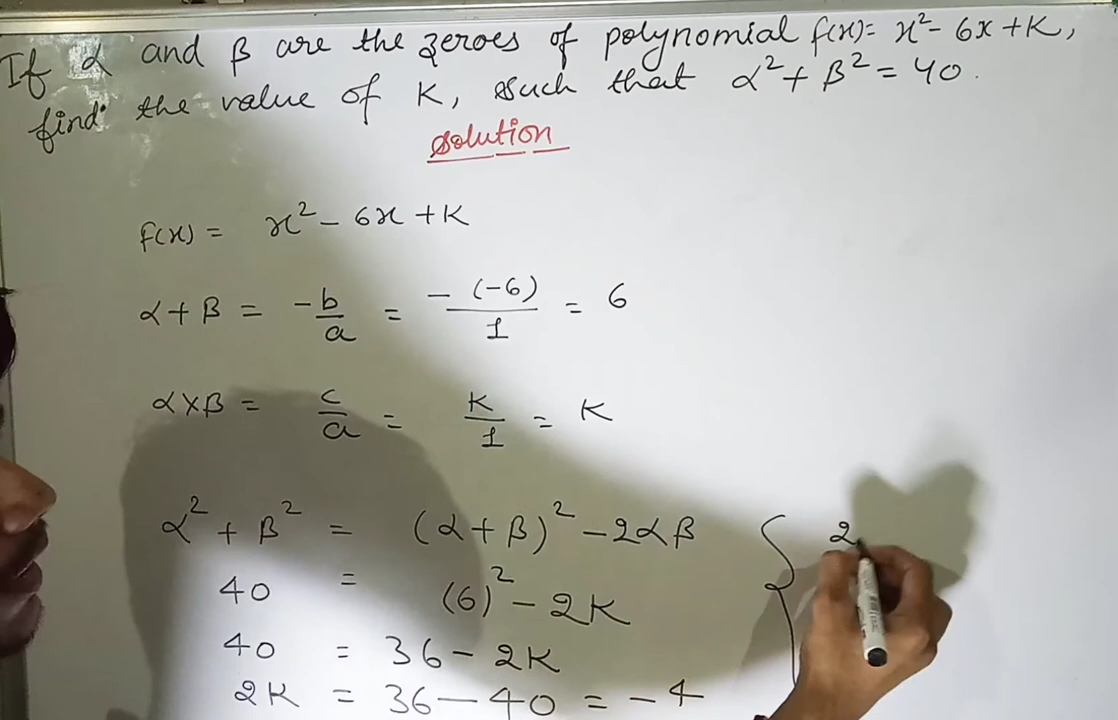 If α and β are the zeroes of polynomial f(x)= x² - 6x + K,
find the value of K, such that α² + β² = 40.
solution
f(x) = x² - 6x + K
α + β = -b/a = -(-6)/1 = 6
α × β = c/a = K/1 = K
α² + β² = (α + β)² - 2αβ
40 = (6)² - 2K
40 = 36 - 2K
2K = 36 - 40 = -4
{ 2